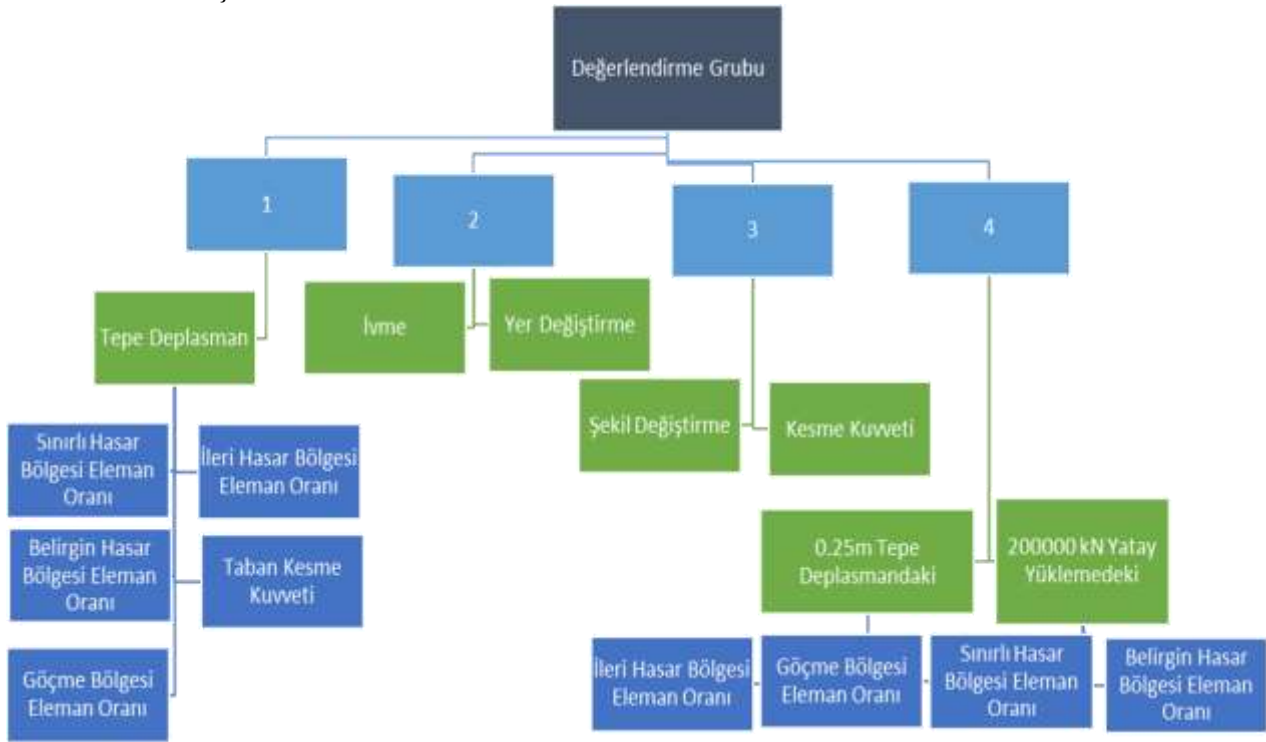 Değerlendirme Grubu
1
2
3
4
Tepe Deplasman
İvme
Yer Değiştirme
Şekil Değiştirme
Kesme Kuvveti
Sınırlı Hasar
Bölgesi Eleman
Oranı
İleri Hasar Bölgesi
Eleman Oranı
Belirgin Hasar
Bölgesi Eleman
Oranı
Taban Kesme
Kuvveti
Göçme Bölgesi
Eleman Oranı
0.25m Tepe
Deplasmandaki
200000 kN Yatay
Yüklemedeki
İleri Hasar Bölgesi
Eleman Oranı
Göçme Bölgesi
Eleman Oranı
Sınırlı Hasar
Bölgesi Eleman
Oranı
Belirgin Hasar
Bölgesi Eleman
Oranı